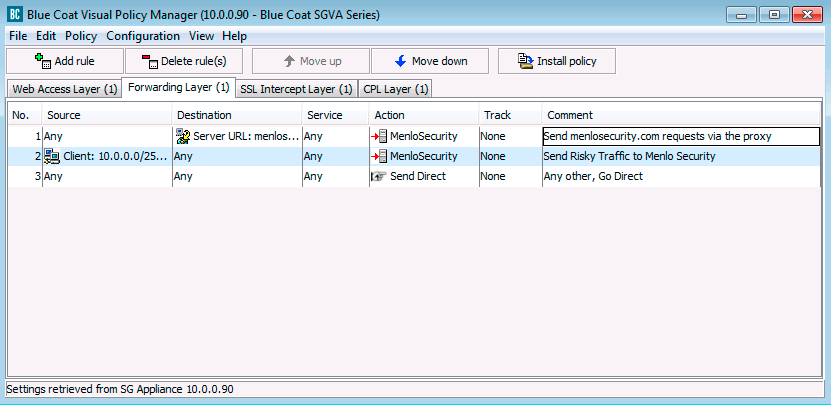 BC Blue Coat Visual Policy Manager (10.0.0.90 - Blue Coat SGVA Series)
File Edit Policy Configuration View Help
Add rule Delete rule(s) Move up Move down Install policy
Web Access Layer (1) Forwarding Layer (1) SSL Intercept Layer (1) CPL Layer (1)
No. Source Destination Service Action Track Comment
1 Any Server URL: menlos... Any MenloSecurity None Send menlosecurity.com requests via the proxy
2 Client: 10.0.0.0/25... Any Any MenloSecurity None Send Risky Traffic to Menlo Security
3 Any Any Any Send Direct None Any other, Go Direct
Settings retrieved from SG Appliance 10.0.0.90